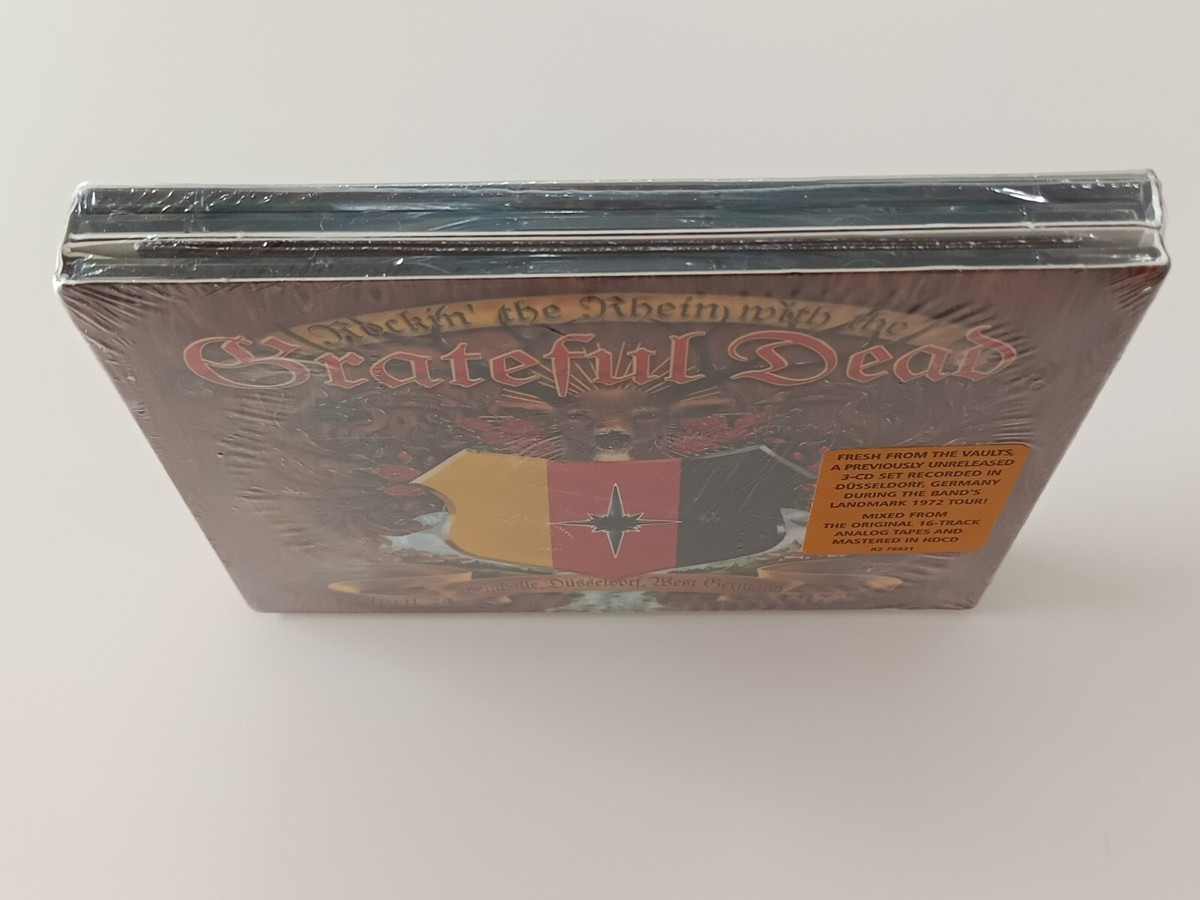 Rockin' the Rhein with the
Grateful Dead
FRESH FROM THE VAULTS,
A PREVIOUSLY UNRELEASED
3-CD SET RECORDED IN
DÜSSELDORF, GERMANY
DURING THE BAND'S
LANDMARK 1972 TOUR!
MIXED FROM
THE ORIGINAL 16-TRACK
ANALOG TAPES AND
MASTERED IN HDCD
R2 78921
Düsseldorf, West Germany